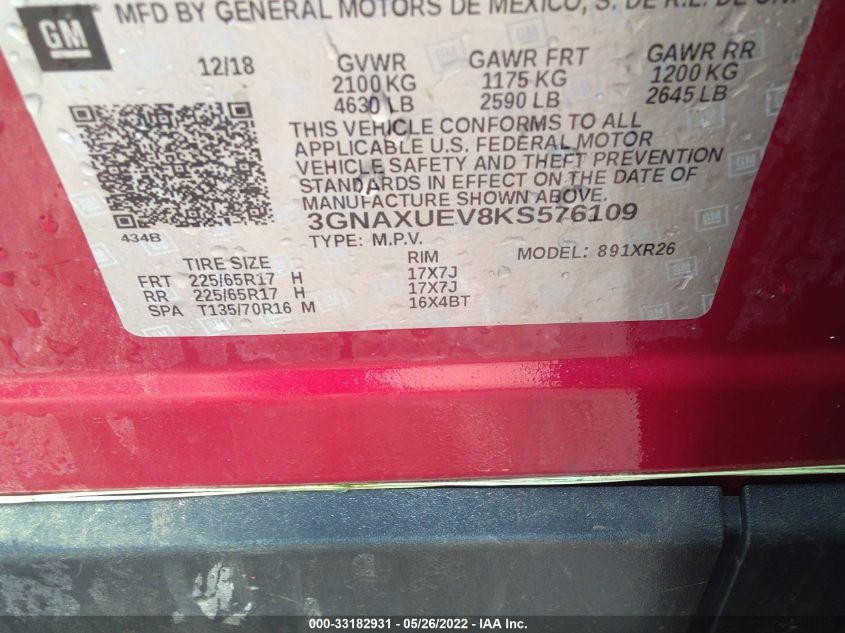 GM
MFD BY GENERAL MOTORS DE MEXICO, S. DE R.L. DE
12/18 GVWR GAWR FRT GAWR RR
2100 KG 1175 KG 1200 KG
4630 LB 2590 LB 2645 LB
THIS VEHICLE CONFORMS TO ALL
APPLICABLE U.S. FEDERAL MOTOR
VEHICLE SAFETY AND THEFT PREVENTION
STANDARDS IN EFFECT ON THE DATE OF
MANUFACTURE SHOWN ABOVE.
434B 3GNAXUEV8KS576109
TYPE: M.P.V. MODEL: 891XR26
TIRE SIZE RIM
FRT 225/65R17 H 17X7J
RR 225/65R17 H 17X7J
SPA T135/70R16 M 16X4BT
GM
000-33182931 - 05/26/2022 - IAA Inc.